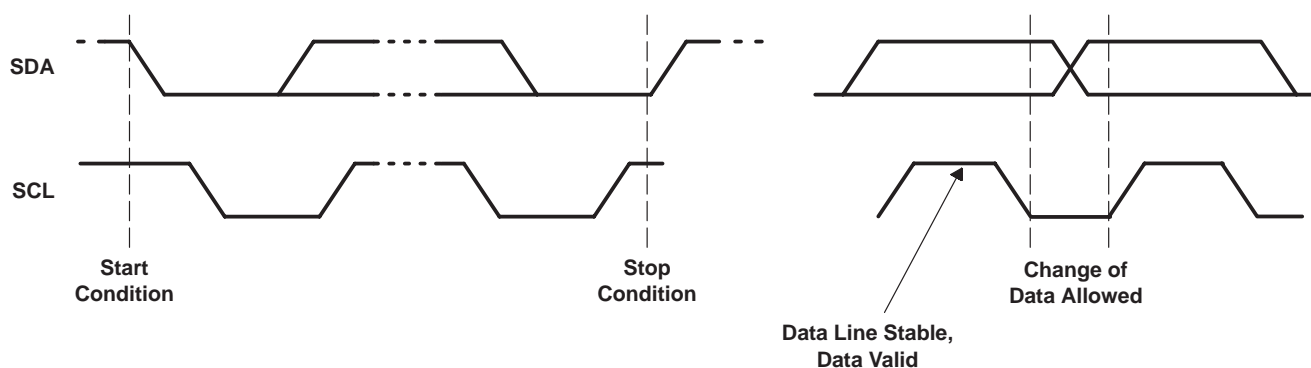 SDA
SCL
Start
Condition
Stop
Condition
Change of
Data Allowed
Data Line Stable,
Data Valid